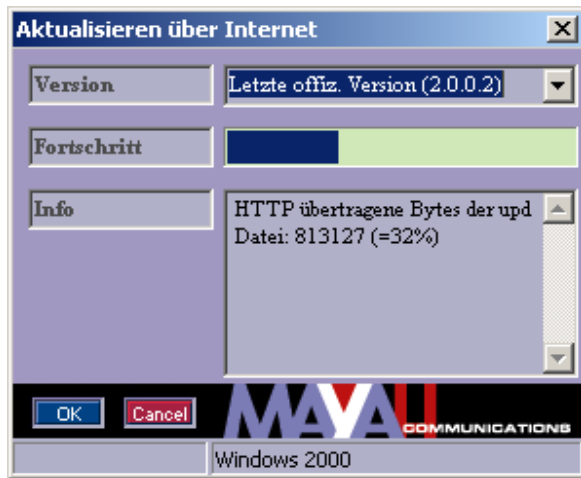 Aktualisieren über Internet
Version
Letzte offiz. Version (2.0.0.2)
Fortschritt
Info
HTTP übertragene Bytes der upd
Datei: 813127 (=32%)
OK Cancel
MAYAH
COMMUNICATIONS
Windows 2000